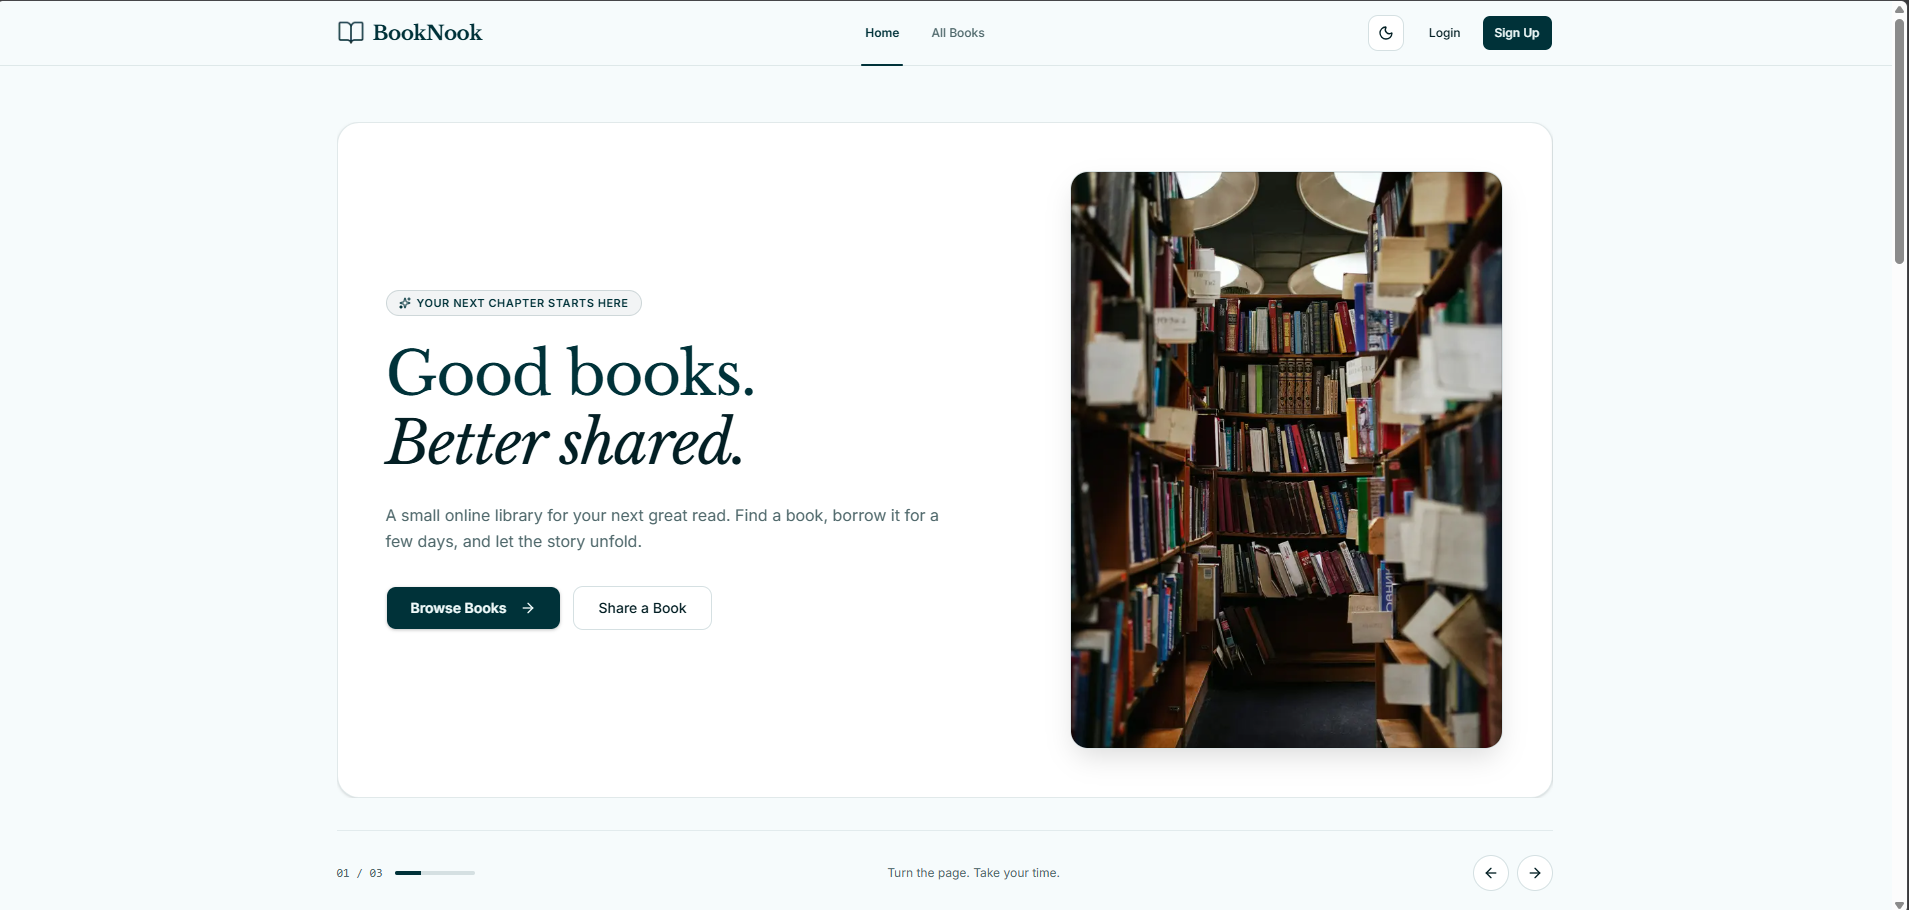 BookNook
Home
All Books
Login
Sign Up
YOUR NEXT CHAPTER STARTS HERE
Good books.
Better shared.
A small online library for your next great read. Find a book, borrow it for a
few days, and let the story unfold.
Browse Books
Share a Book
01 / 03
Turn the page. Take your time.